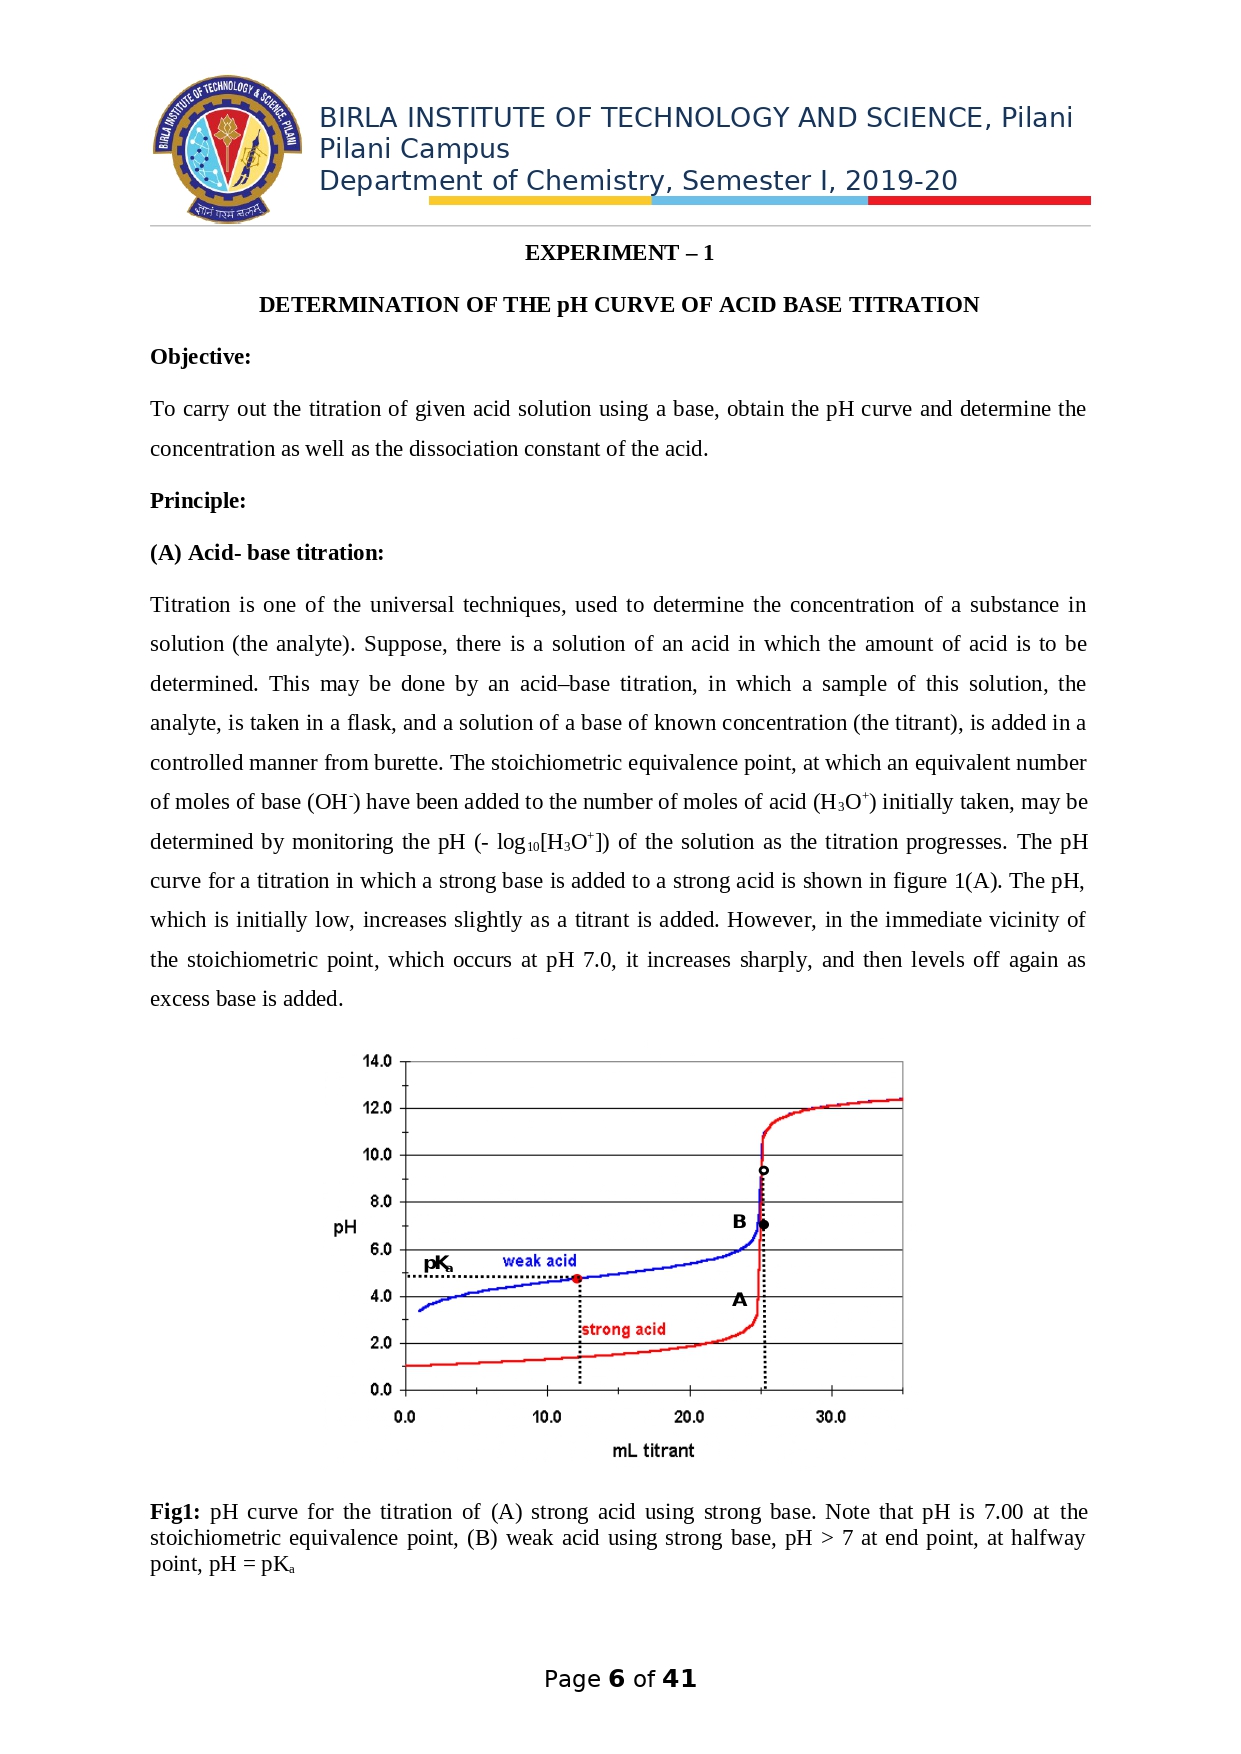 BIRLA INSTITUTE OF TECHNOLOGY & SCIENCE, PILANI
ज्ञानं परमं बलम्
BIRLA INSTITUTE OF TECHNOLOGY AND SCIENCE, Pilani
Pilani Campus
Department of Chemistry, Semester I, 2019-20
EXPERIMENT – 1
DETERMINATION OF THE pH CURVE OF ACID BASE TITRATION
Objective:
To carry out the titration of given acid solution using a base, obtain the pH curve and determine the
concentration as well as the dissociation constant of the acid.
Principle:
(A) Acid- base titration:
Titration is one of the universal techniques, used to determine the concentration of a substance in
solution (the analyte). Suppose, there is a solution of an acid in which the amount of acid is to be
determined. This may be done by an acid–base titration, in which a sample of this solution, the
analyte, is taken in a flask, and a solution of a base of known concentration (the titrant), is added in a
controlled manner from burette. The stoichiometric equivalence point, at which an equivalent number
of moles of base (OH⁻) have been added to the number of moles of acid (H₃O⁺) initially taken, may be
determined by monitoring the pH (- log₁₀[H₃O⁺]) of the solution as the titration progresses. The pH
curve for a titration in which a strong base is added to a strong acid is shown in figure 1(A). The pH,
which is initially low, increases slightly as a titrant is added. However, in the immediate vicinity of
the stoichiometric point, which occurs at pH 7.0, it increases sharply, and then levels off again as
excess base is added.
14.0
12.0
10.0
8.0
B
pH
6.0
pKₐ
weak acid
4.0
A
strong acid
2.0
0.0
0.0 10.0 20.0 30.0
mL titrant
Fig1: pH curve for the titration of (A) strong acid using strong base. Note that pH is 7.00 at the
stoichiometric equivalence point, (B) weak acid using strong base, pH > 7 at end point, at halfway
point, pH = pKₐ
Page 6 of 41